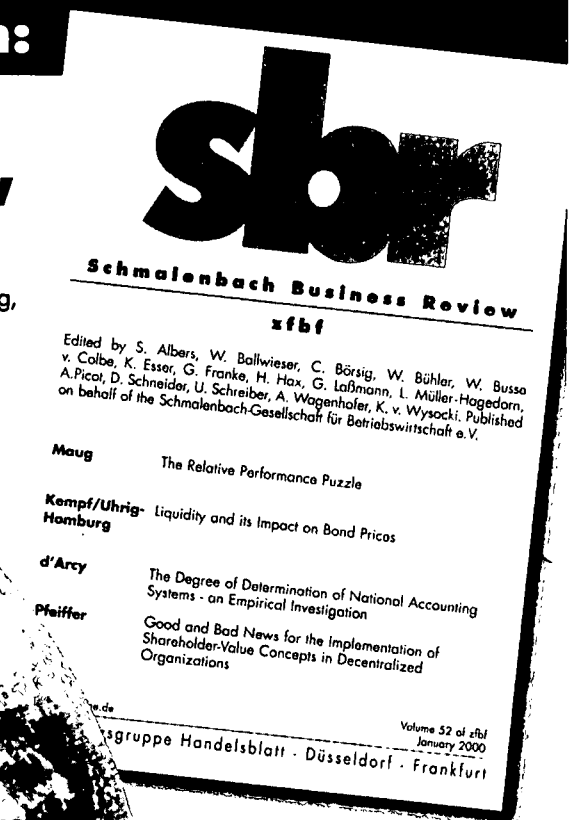 n:
sbr
Schmalenbach Business Review
zfbf
g,
Edited by S. Albers, W. Ballwieser, C. Börsig, W. Bühler, W. Busse
v. Colbe, K. Esser, G. Franke, H. Hax, G. Laßmann, L. Müller-Hagedorn,
A.Picot, D. Schneider, U. Schreiber, A. Wagenhofer, K. v. Wysocki. Published
on behalf of the Schmalenbach-Gesellschaft für Betriebswirtschaft e.V.
Maug The Relative Performance Puzzle
Kempf/Uhrig- Liquidity and its Impact on Bond Prices
Homburg
d'Arcy The Degree of Determination of National Accounting
Systems - an Empirical Investigation
Pfeiffer Good and Bad News for the Implementation of
Shareholder-Value Concepts in Decentralized
Organizations
e.de
Volume 52 of zfbf
January 2000
sgruppe Handelsblatt · Düsseldorf · Frankfurt